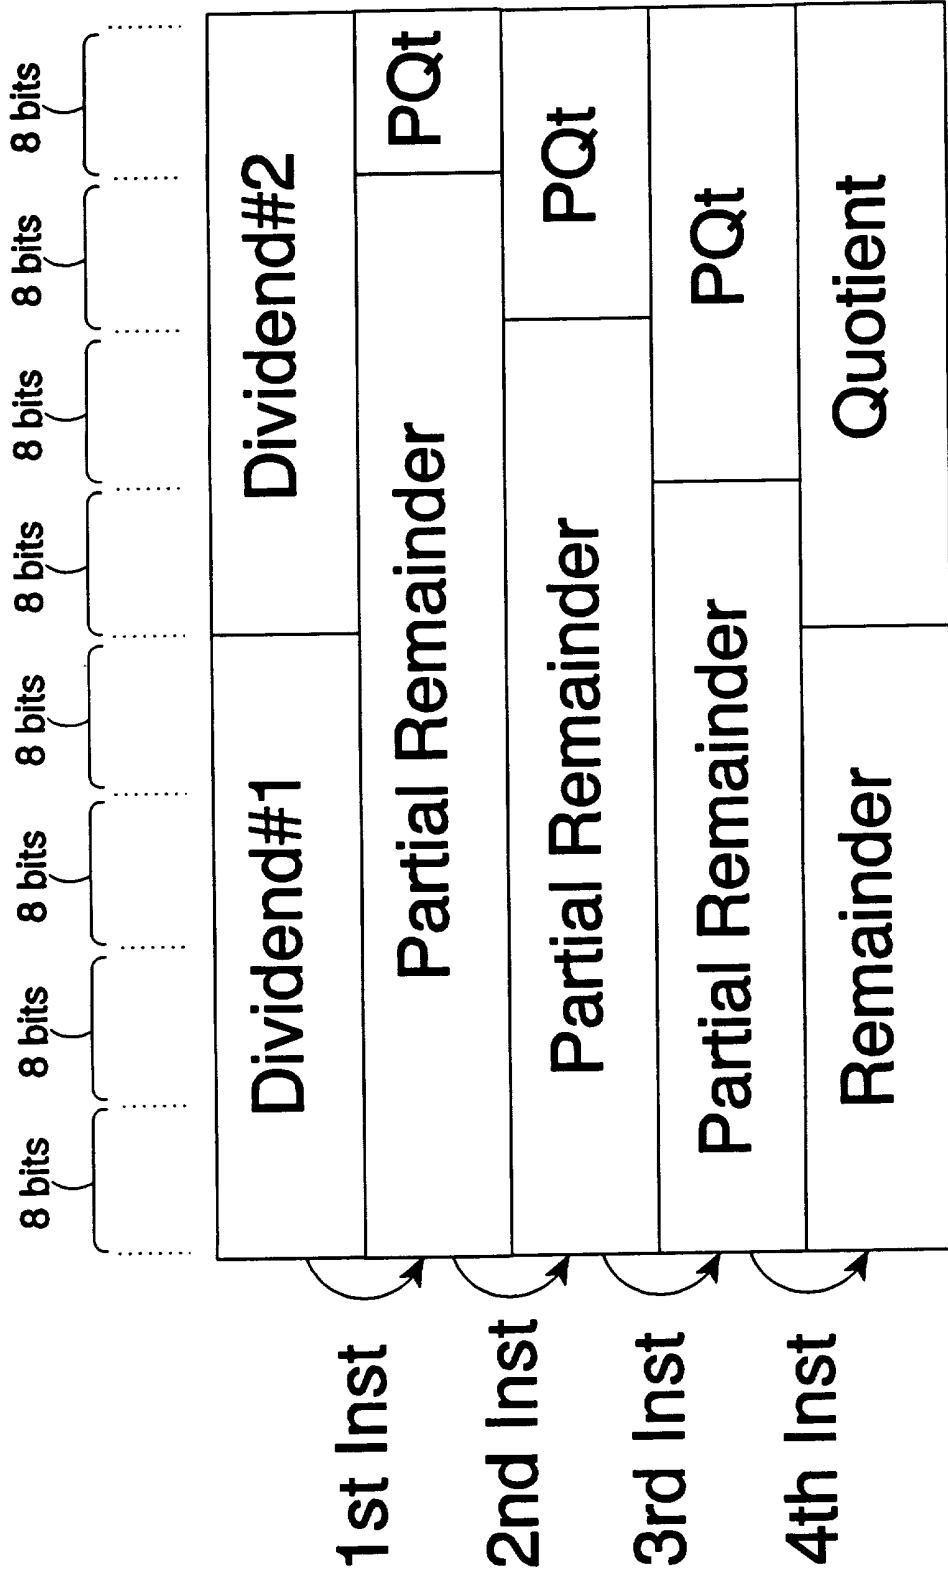 8 bits 8 bits 8 bits 8 bits 8 bits 8 bits 8 bits 8 bits
Dividend#1 Dividend#2
1st Inst
Partial Remainder PQt
2nd Inst
Partial Remainder PQt
3rd Inst
Partial Remainder PQt
4th Inst
Remainder Quotient